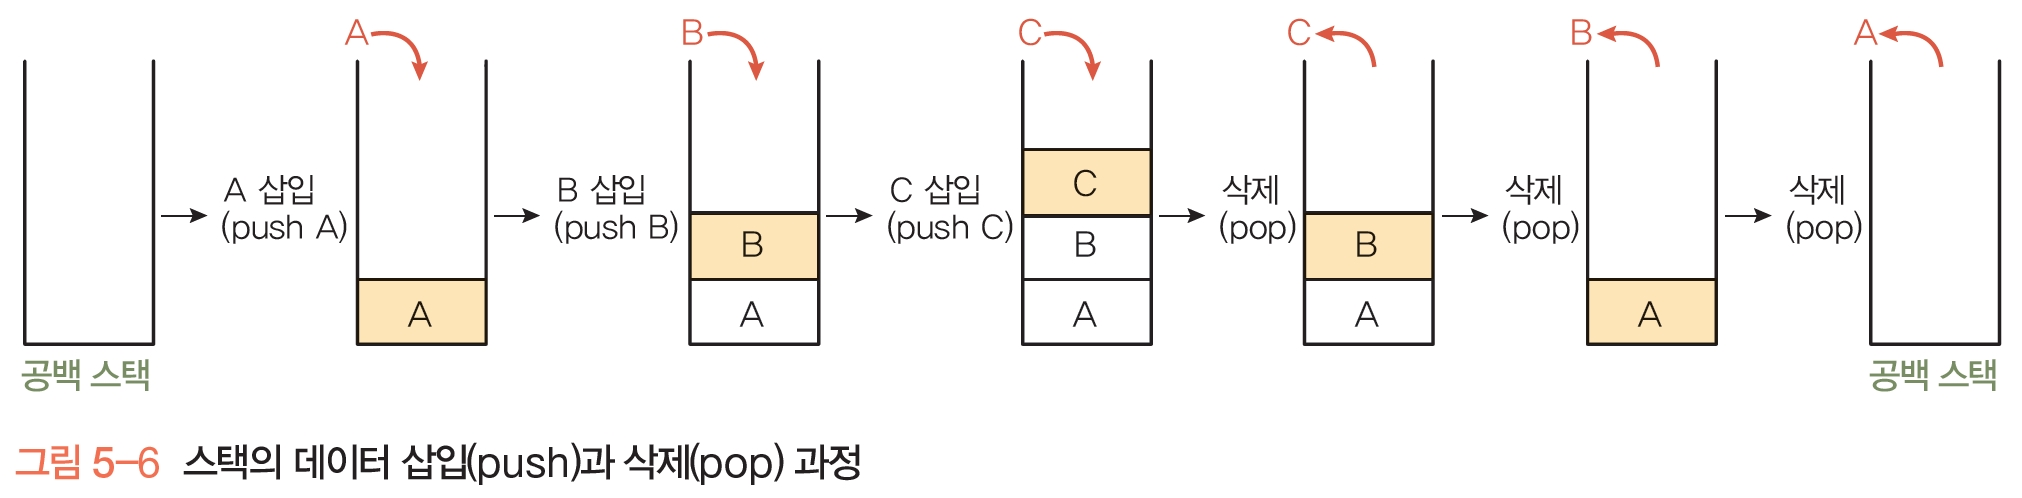 A
B
C
C
B
A
A 삽입
(push A)
B 삽입
(push B)
C 삽입
(push C)
삭제
(pop)
삭제
(pop)
삭제
(pop)
A
B
A
C
B
A
B
A
A
공백 스택
공백 스택
그림 5-6 스택의 데이터 삽입(push)과 삭제(pop) 과정